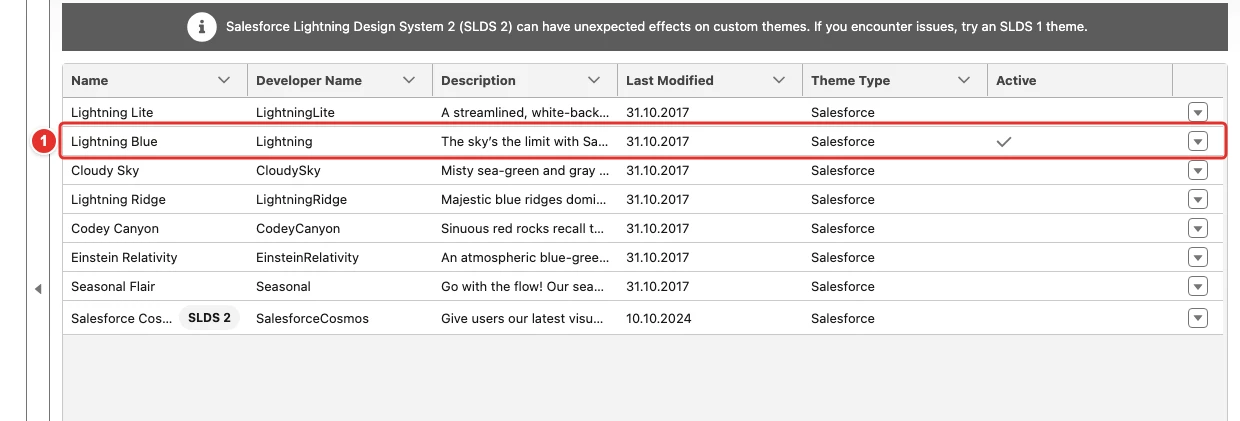 Salesforce Lightning Design System 2 (SLDS 2) can have unexpected effects on custom themes. If you encounter issues, try an SLDS 1 theme.
Name Developer Name Description Last Modified Theme Type Active
Lightning Lite LightningLite A streamlined, white-back... 31.10.2017 Salesforce
1 Lightning Blue Lightning The sky's the limit with Sa... 31.10.2017 Salesforce
Cloudy Sky CloudySky Misty sea-green and gray ... 31.10.2017 Salesforce
Lightning Ridge LightningRidge Majestic blue ridges domi... 31.10.2017 Salesforce
Codey Canyon CodeyCanyon Sinuous red rocks recall t... 31.10.2017 Salesforce
Einstein Relativity EinsteinRelativity An atmospheric blue-gree... 31.10.2017 Salesforce
Seasonal Flair Seasonal Go with the flow! Our sea... 31.10.2017 Salesforce
Salesforce Cos... SLDS 2 SalesforceCosmos Give users our latest visu... 10.10.2024 Salesforce